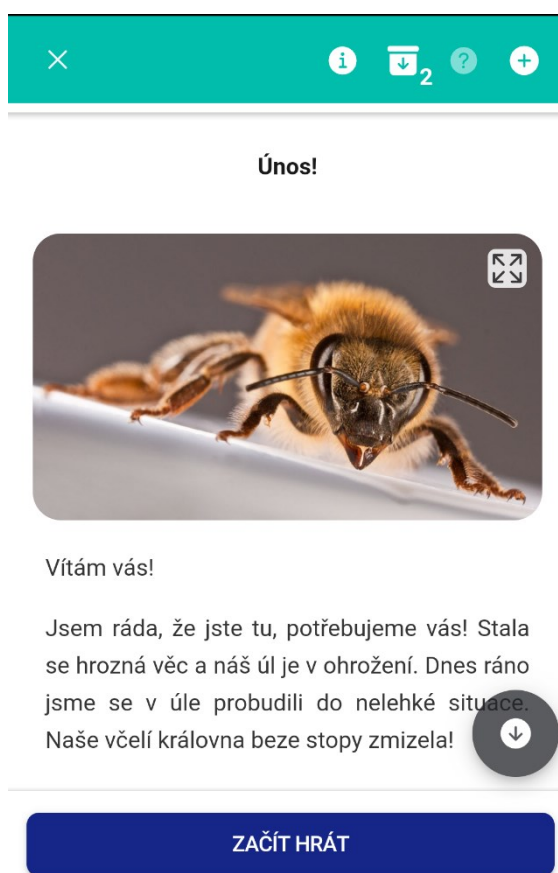 2
Únos!
Vítám vás!
Jsem ráda, že jste tu, potřebujeme vás! Stala
se hrozná věc a náš úl je v ohrožení. Dnes ráno
jsme se v úle probudili do nelehké situace.
Naše včelí královna beze stopy zmizela!
ZAČÍT HRÁT